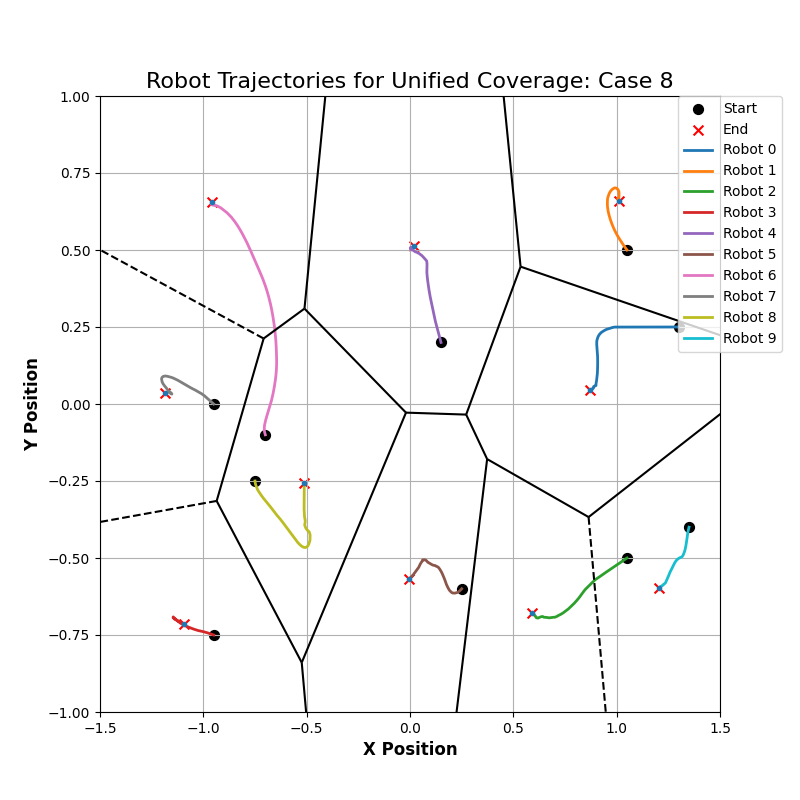 Robot Trajectories for Unified Coverage: Case 8
Start
End
Robot 0
Robot 1
Robot 2
Robot 3
Robot 4
Robot 5
Robot 6
Robot 7
Robot 8
Robot 9
1.00
0.75
0.50
0.25
0.00
−0.25
−0.50
−0.75
−1.00
Y Position
−1.5
−1.0
−0.5
0.0
0.5
1.0
1.5
X Position